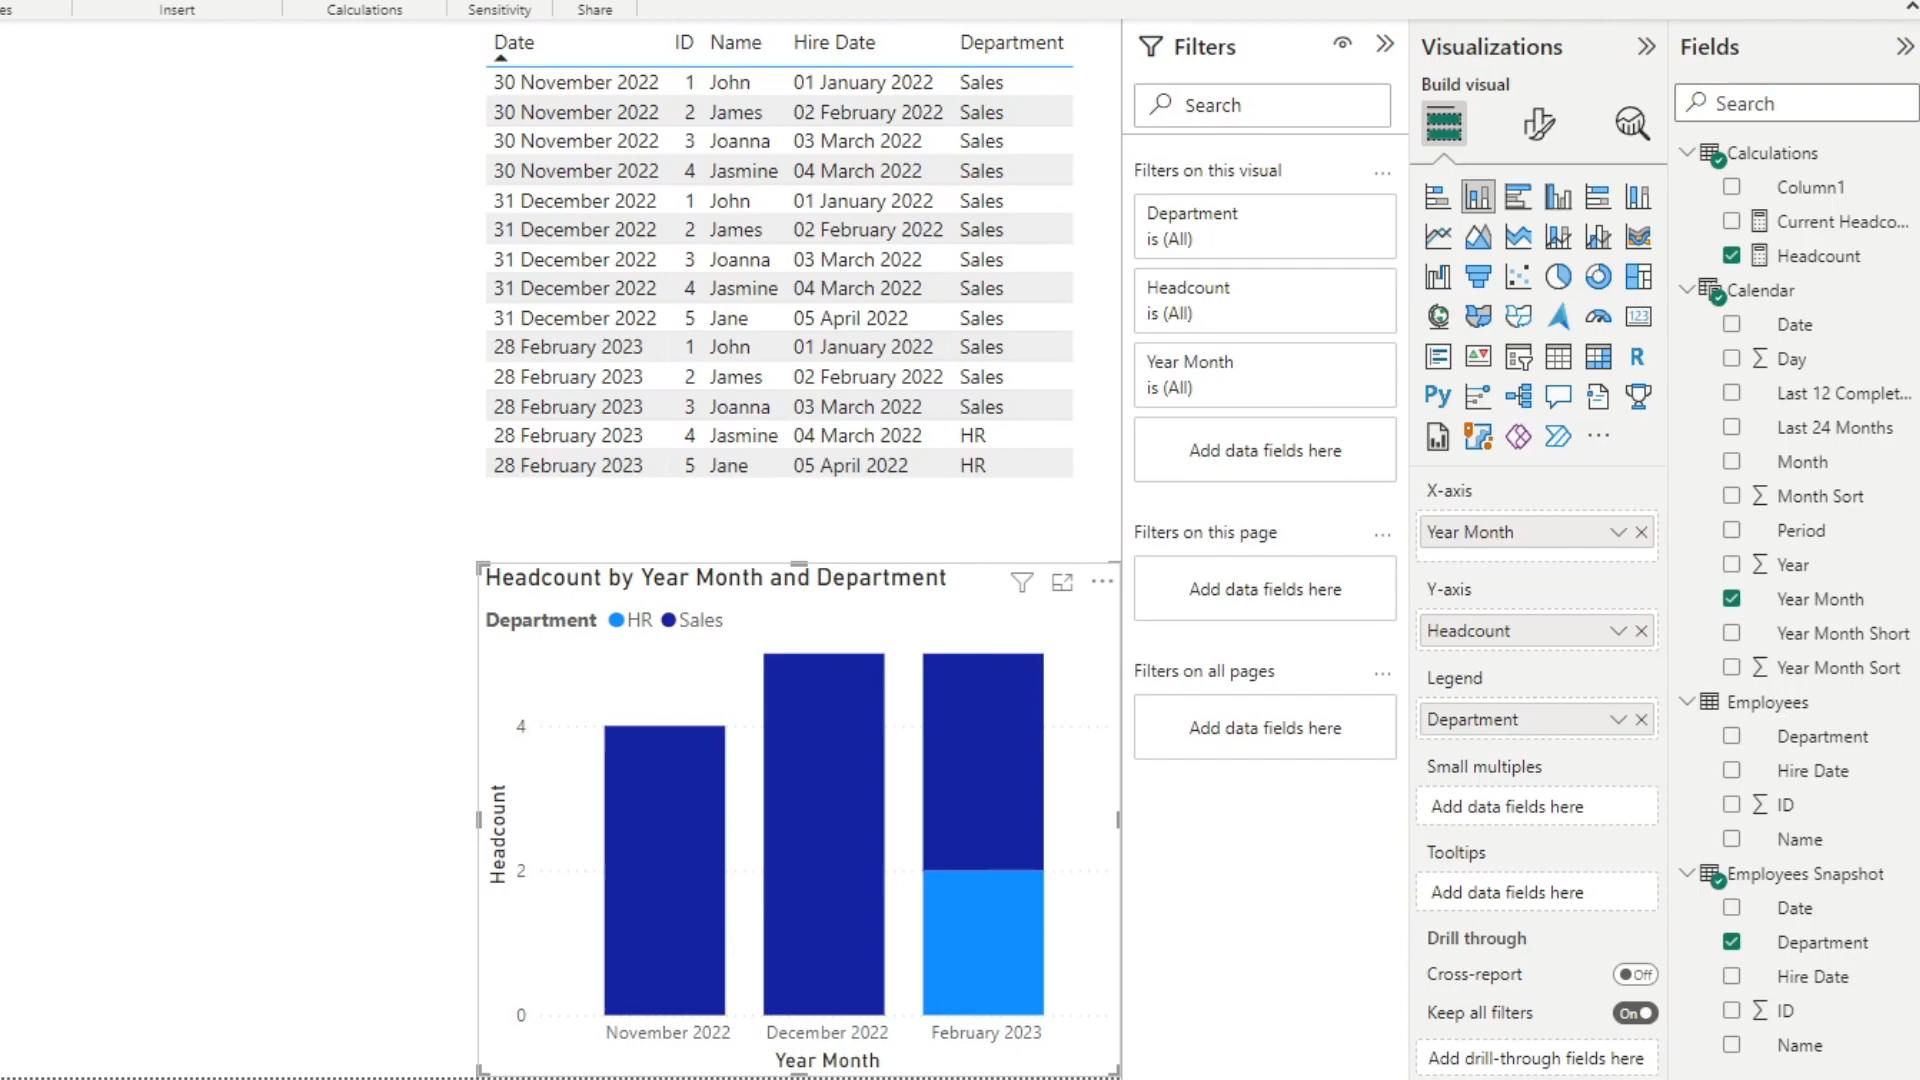 es
Insert
Calculations
Sensitivity
Share
Date ID Name Hire Date Department
30 November 2022 1 John 01 January 2022 Sales
30 November 2022 2 James 02 February 2022 Sales
30 November 2022 3 Joanna 03 March 2022 Sales
30 November 2022 4 Jasmine 04 March 2022 Sales
31 December 2022 1 John 01 January 2022 Sales
31 December 2022 2 James 02 February 2022 Sales
31 December 2022 3 Joanna 03 March 2022 Sales
31 December 2022 4 Jasmine 04 March 2022 Sales
31 December 2022 5 Jane 05 April 2022 Sales
28 February 2023 1 John 01 January 2022 Sales
28 February 2023 2 James 02 February 2022 Sales
28 February 2023 3 Joanna 03 March 2022 Sales
28 February 2023 4 Jasmine 04 March 2022 HR
28 February 2023 5 Jane 05 April 2022 HR
Headcount by Year Month and Department
Department HR Sales
Headcount
4
2
0
November 2022 December 2022 February 2023
Year Month
Filters
Search
Filters on this visual ...
Department
is (All)
Headcount
is (All)
Year Month
is (All)
Add data fields here
Filters on this page ...
Add data fields here
Filters on all pages ...
Add data fields here
Visualizations
Build visual
123
R
Py
...
X-axis
Year Month
Y-axis
Headcount
Legend
Department
Small multiples
Add data fields here
Tooltips
Add data fields here
Drill through
Cross-report Off
Keep all filters On
Add drill-through fields here
Fields
Search
Calculations
Column1
Current Headco...
Headcount
Calendar
Date
Day
Last 12 Complet...
Last 24 Months
Month
Month Sort
Period
Year
Year Month
Year Month Short
Year Month Sort
Employees
Department
Hire Date
ID
Name
Employees Snapshot
Date
Department
Hire Date
ID
Name